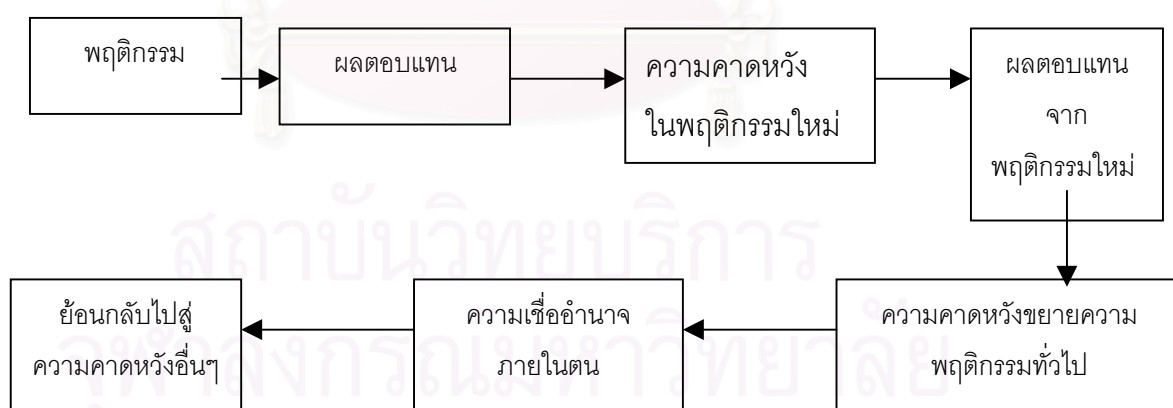 พฤติกรรม
ผลตอบแทน
ความคาดหวัง
ในพฤติกรรมใหม่
ผลตอบแทน
จาก
พฤติกรรมใหม่
สถาบันวิทยบริการ
ย้อนกลับไปสู่
ความคาดหวังอื่นๆ
ความเชื่ออำนาจ
ภายในตน
ความคาดหวังขยายความ
พฤติกรรมทั่วไป
จุฬาลงกรณ์มหาวิทยาลัย